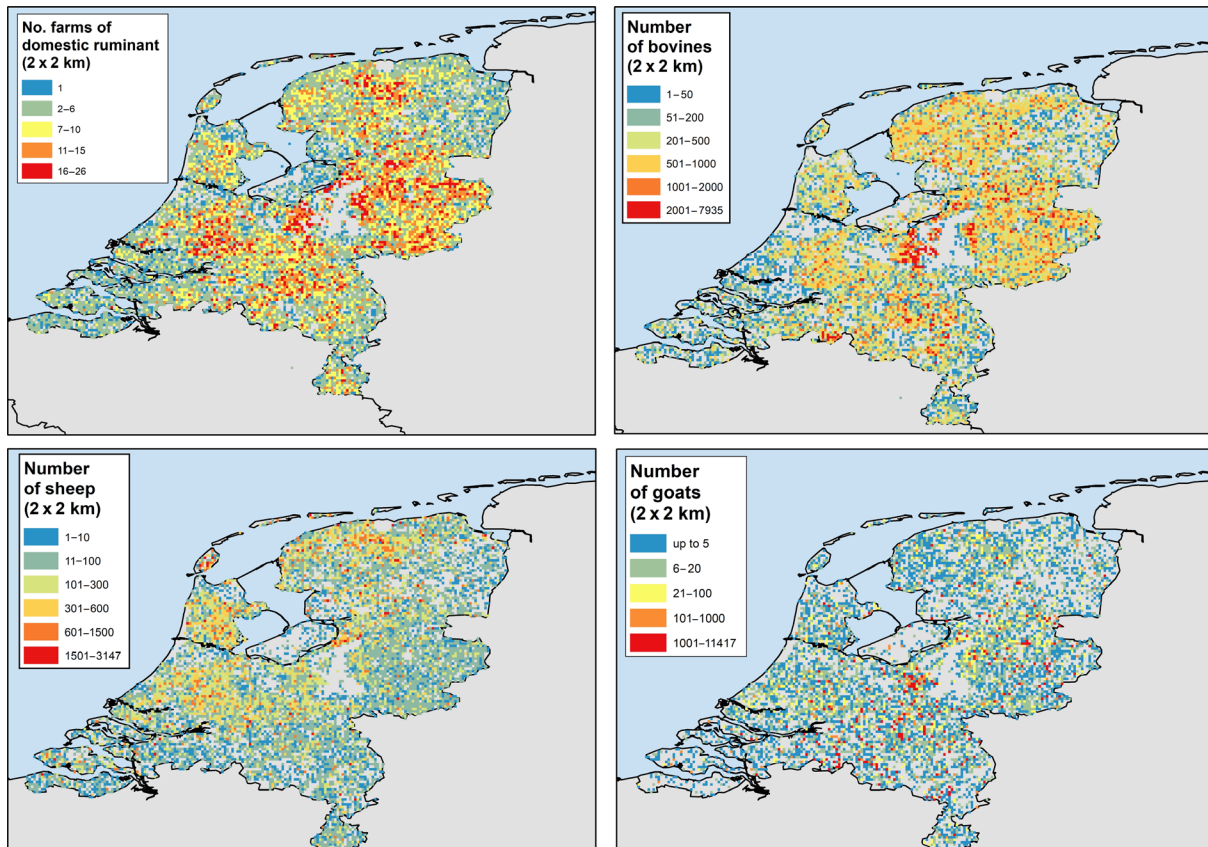 No. farms of
domestic ruminant
(2 x 2 km)
1
2–6
7–10
11–15
16–26
Number
of bovines
(2 x 2 km)
1–50
51–200
201–500
501–1000
1001–2000
2001–7935
Number
of sheep
(2 x 2 km)
1–10
11–100
101–300
301–600
601–1500
1501–3147
Number
of goats
(2 x 2 km)
up to 5
6–20
21–100
101–1000
1001–11417